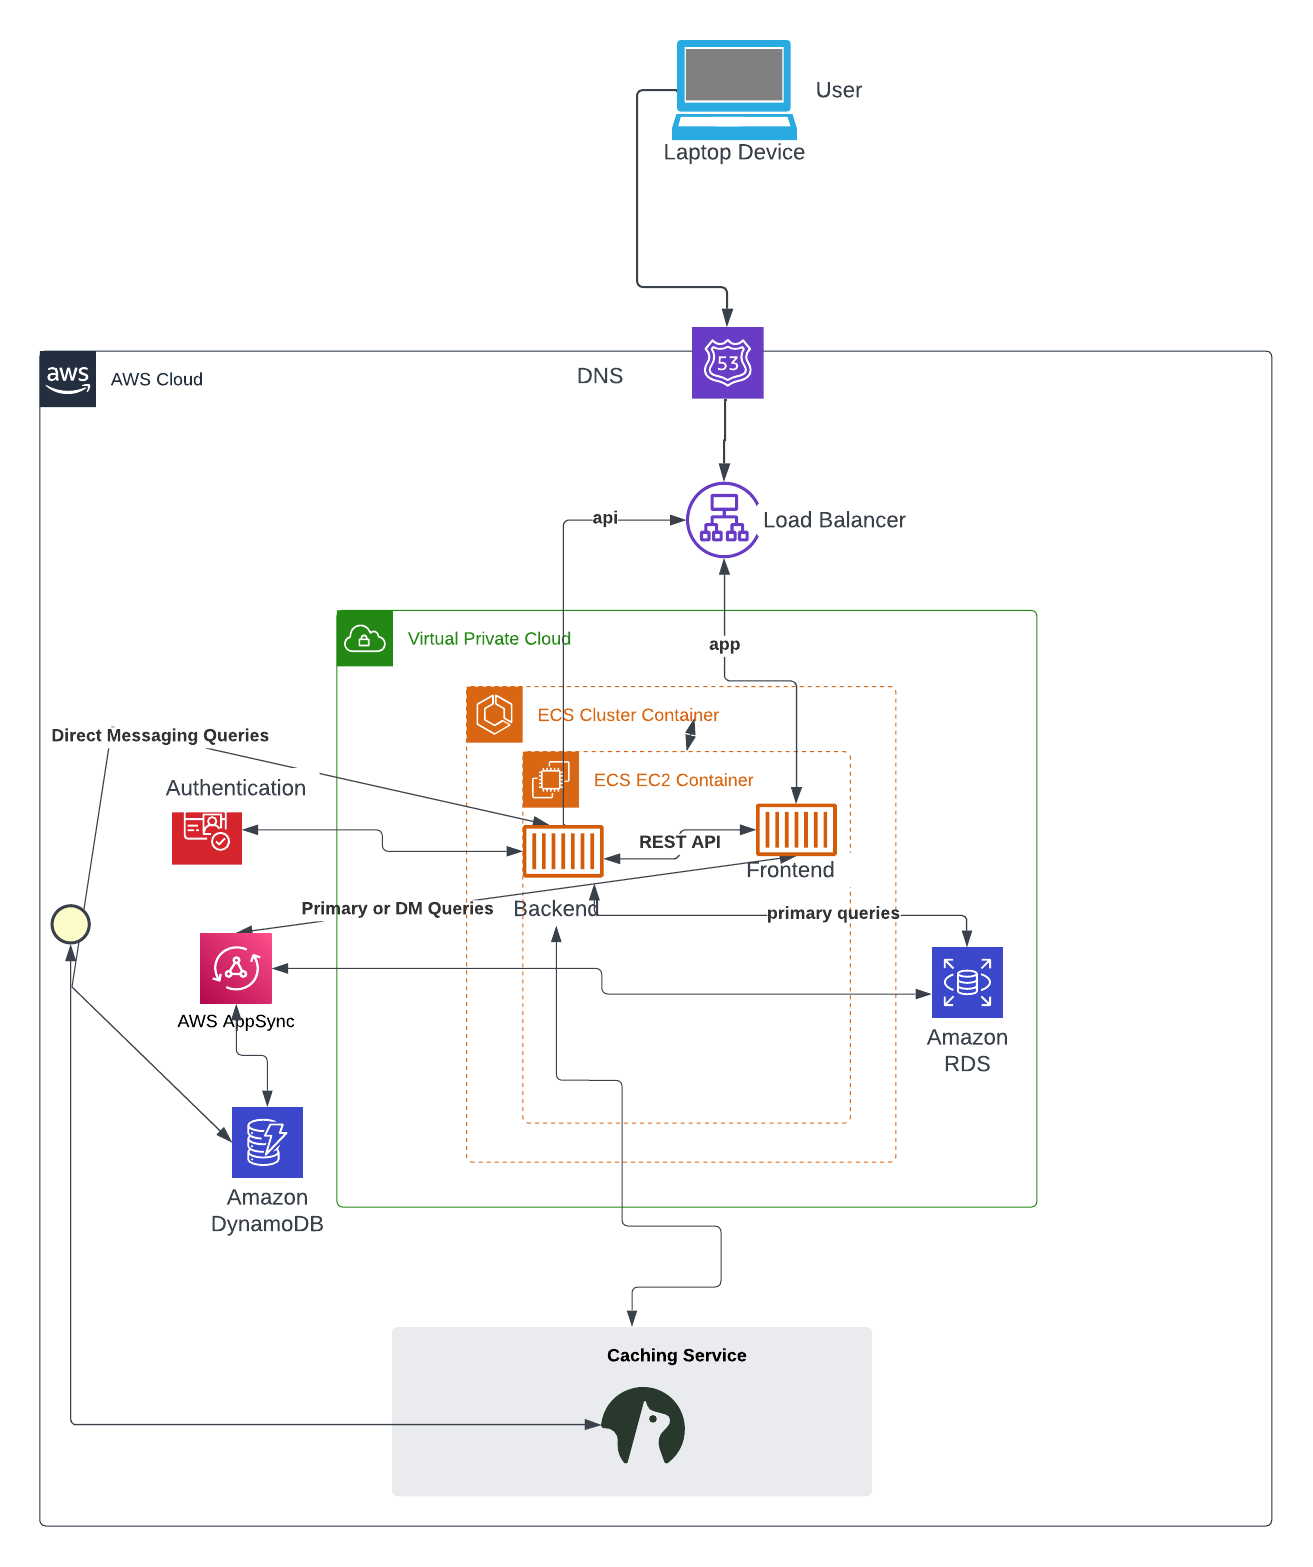 User
Laptop Device
aws
AWS Cloud
DNS
53
api
Load Balancer
Virtual Private Cloud
app
ECS Cluster Container
Direct Messaging Queries
ECS EC2 Container
Authentication
REST API
Frontend
Primary or DM Queries
Backend
primary queries
AWS AppSync
Amazon
RDS
Amazon
DynamoDB
Caching Service